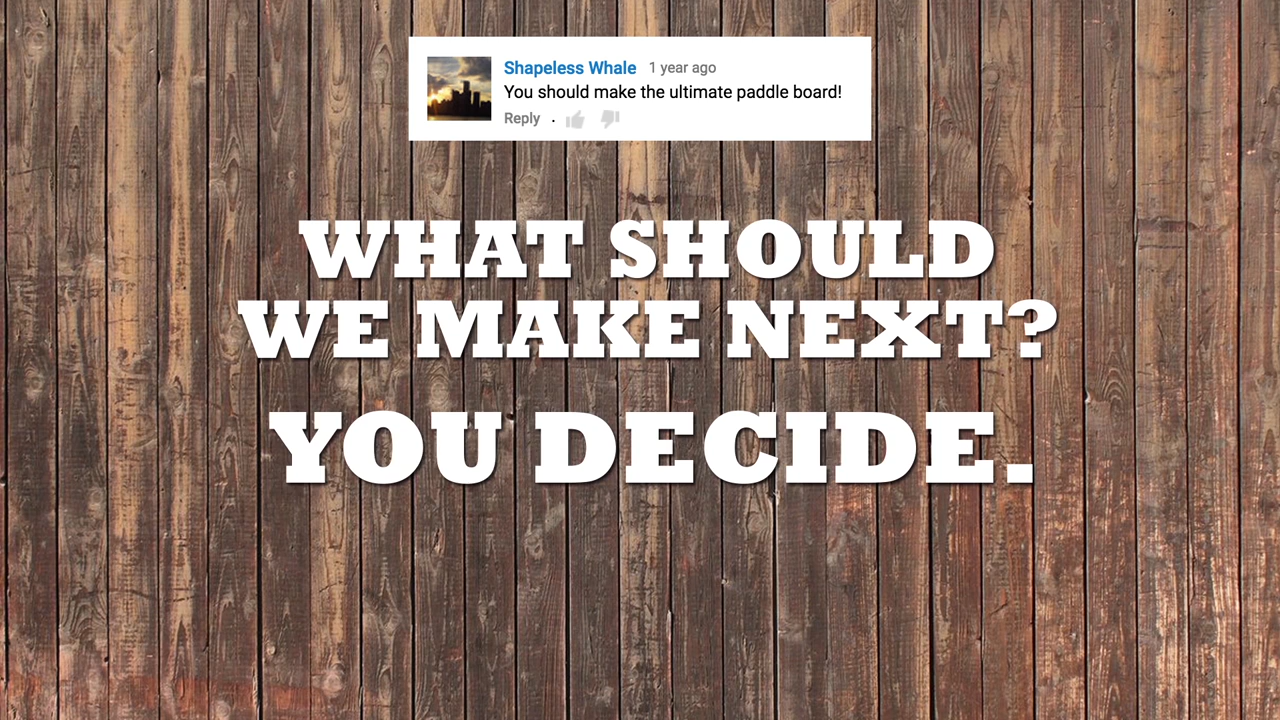 Shapeless Whale 1 year ago
You should make the ultimate paddle board!
Reply .
WHAT SHOULD
WE MAKE NEXT?
YOU DECIDE.